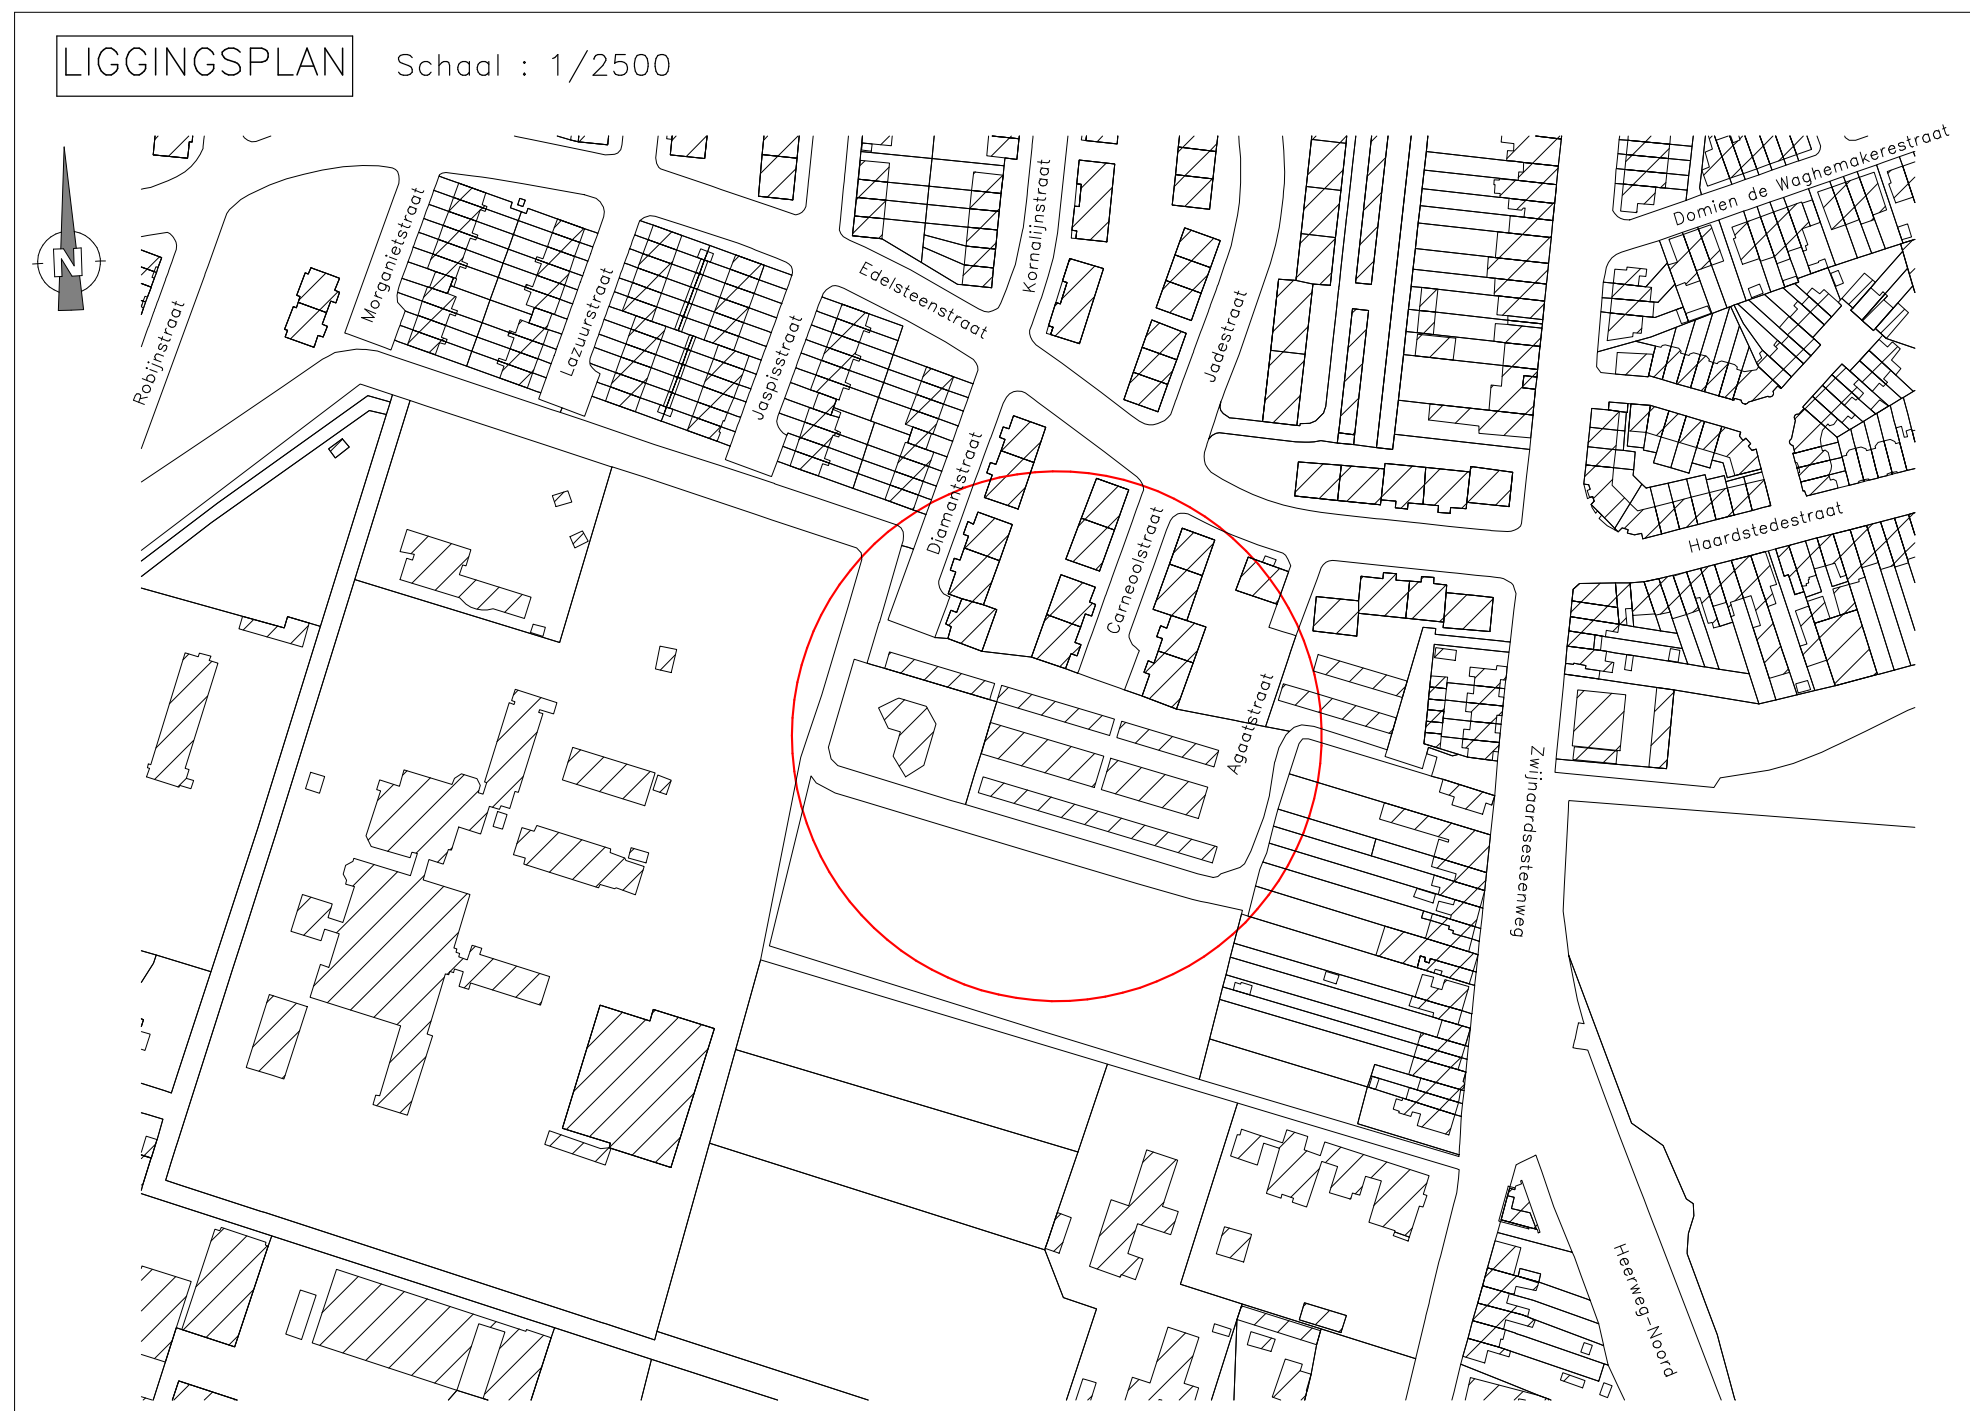 LIGGINGSPLAN Schaal : 1/2500
Domien de Waghemakerestraat
N
Morganietstraat
Kornalijnstraat
Edelsteenstraat
Lazuurstraat
Robijnstraat
Jaspisstraat
Jadestraat
Diamantstraat
Carneoolstraat
Haardstedestraat
Agaatstraat
Zwijnaardsesteenweg
Heerweg-Noord